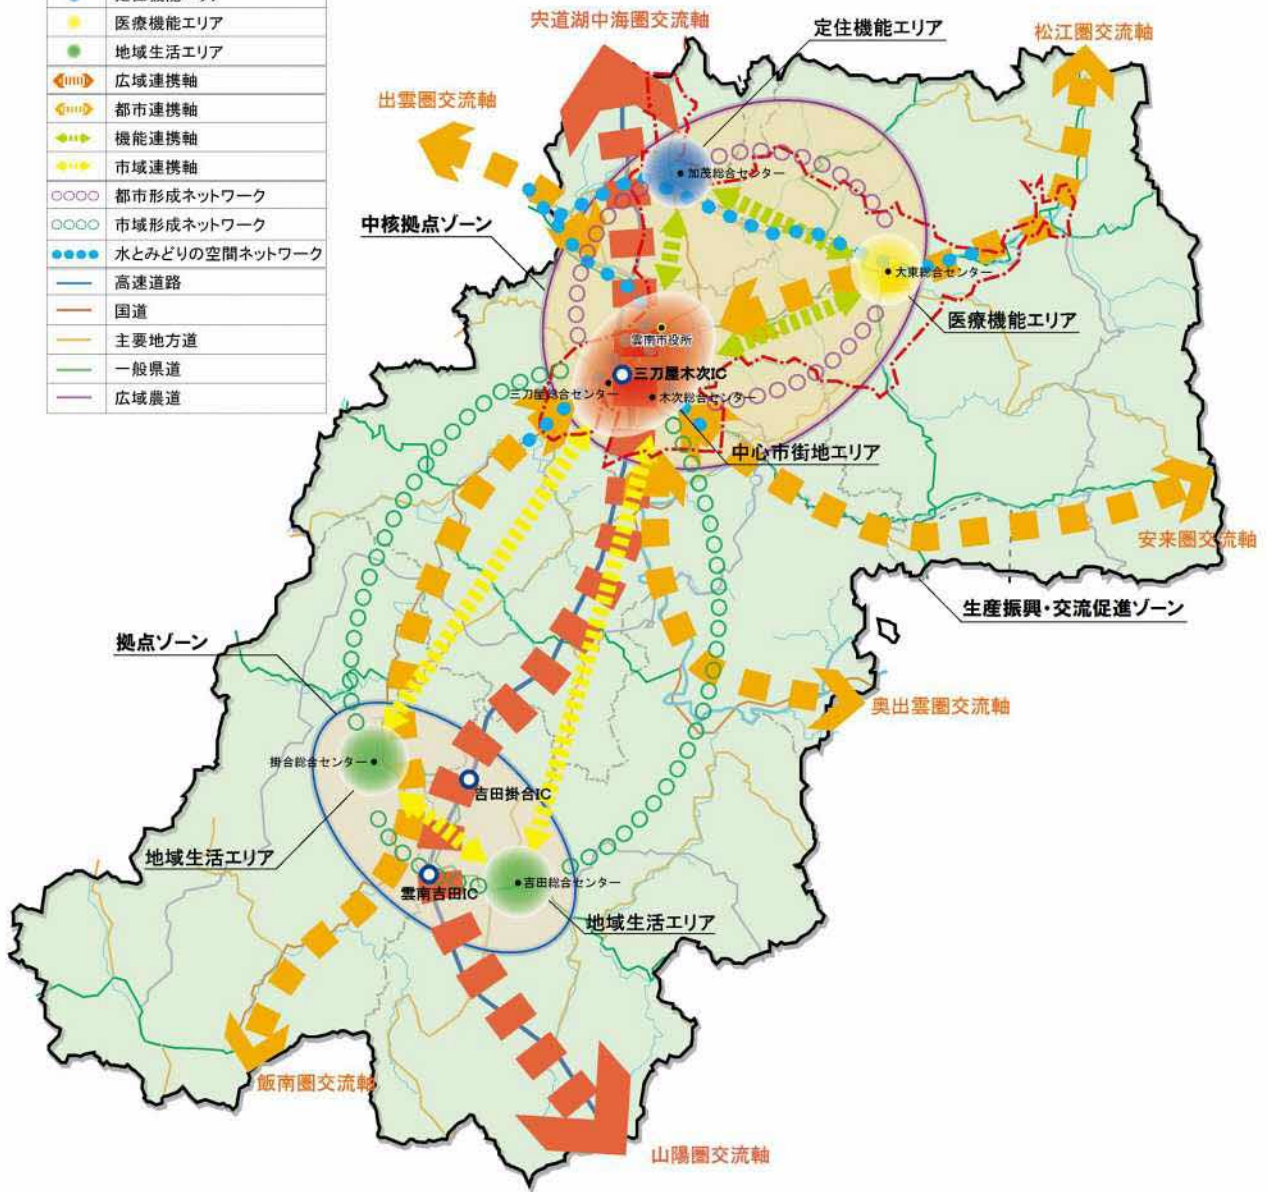 医療機能エリア
地域生活エリア
広域連携軸
都市連携軸
機能連携軸
市域連携軸
都市形成ネットワーク
市域形成ネットワーク
水とみどりの空間ネットワーク
高速道路
国道
主要地方道
一般県道
広域農道
宍道湖中海圏交流軸
定住機能エリア
松江圏交流軸
出雲圏交流軸
加茂総合センター
中核拠点ゾーン
大東総合センター
医療機能エリア
雲南市役所
三刀屋木次IC
三刀屋総合センター
木次総合センター
中心市街地エリア
安来圏交流軸
生産振興・交流促進ゾーン
拠点ゾーン
奥出雲圏交流軸
掛合総合センター
吉田掛合IC
地域生活エリア
雲南吉田IC
吉田総合センター
地域生活エリア
飯南圏交流軸
山陽圏交流軸